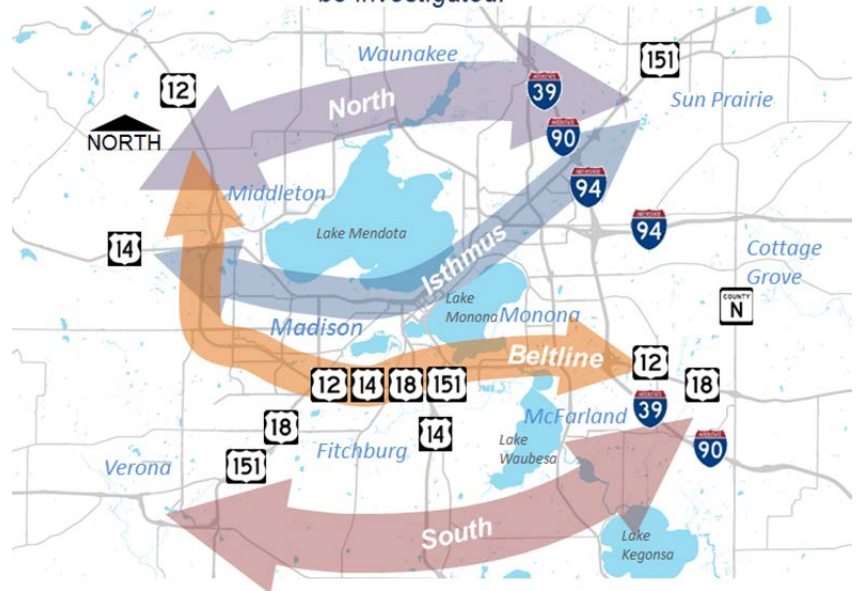 be investigated.
Waunakee
151
12
39
Sun Prairie
North
NORTH
90
Middleton
94
Lake Mendota
14
94
Isthmus
Cottage
Grove
Lake
Monona
Monona
COUNTY
N
Madison
Beltline
12
12
14
18
151
18
McFarland
39
18
14
Fitchburg
Lake
Waubesa
90
Verona
151
South
Lake
Kegonsa